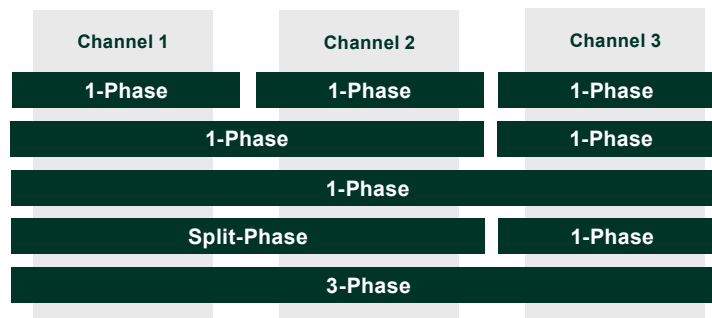 Channel 1 Channel 2 Channel 3
1-Phase 1-Phase 1-Phase
1-Phase 1-Phase
1-Phase
Split-Phase 1-Phase
3-Phase